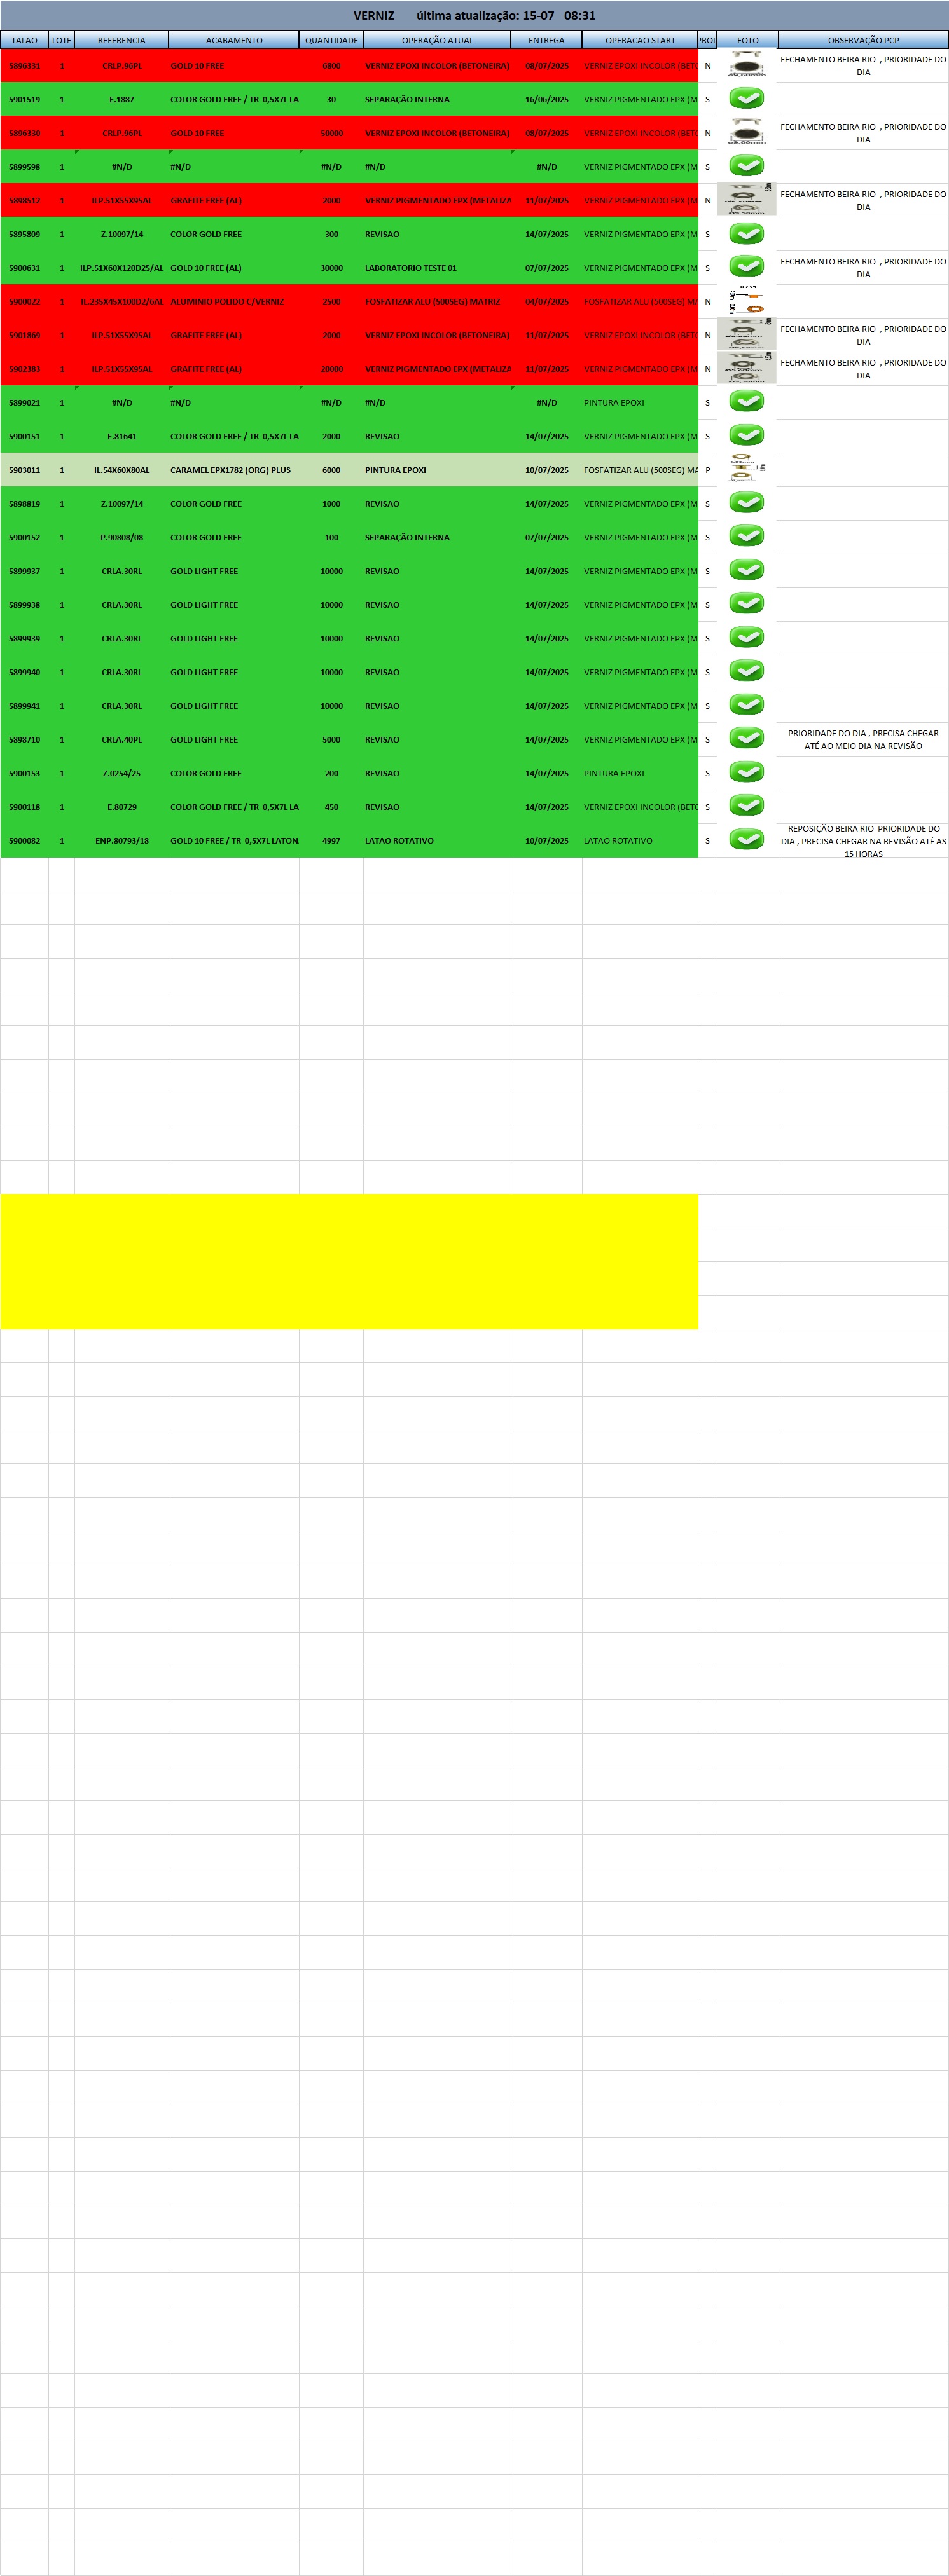 VERNIZ última atualização: 15-07 08:31
TALAO LOTE REFERENCIA ACABAMENTO QUANTIDADE OPERAÇÃO ATUAL ENTREGA OPERACAO START PROD FOTO OBSERVAÇÃO PCP
5896331 1 CRLP.96PL GOLD 10 FREE 6800 VERNIZ EPOXI INCOLOR (BETONEIRA) 08/07/2025 VERNIZ EPOXI INCOLOR (BETO N FECHAMENTO BEIRA RIO , PRIORIDADE DO
DIA
5901519 1 E.1887 COLOR GOLD FREE / TR 0,5X7L LA 30 SEPARAÇÃO INTERNA 16/06/2025 VERNIZ PIGMENTADO EPX (M S
5896330 1 CRLP.96PL GOLD 10 FREE 50000 VERNIZ EPOXI INCOLOR (BETONEIRA) 08/07/2025 VERNIZ EPOXI INCOLOR (BETO N FECHAMENTO BEIRA RIO , PRIORIDADE DO
DIA
5899598 1 #N/D #N/D #N/D #N/D #N/D VERNIZ PIGMENTADO EPX (M S
5898512 1 ILP.51X55X95AL GRAFITE FREE (AL) 2000 VERNIZ PIGMENTADO EPX (METALIZA 11/07/2025 VERNIZ PIGMENTADO EPX (M N FECHAMENTO BEIRA RIO , PRIORIDADE DO
DIA
5895809 1 Z.10097/14 COLOR GOLD FREE 300 REVISAO 14/07/2025 VERNIZ PIGMENTADO EPX (M S
5900631 1 ILP.51X60X120D25/AL GOLD 10 FREE (AL) 30000 LABORATORIO TESTE 01 07/07/2025 VERNIZ PIGMENTADO EPX (M S FECHAMENTO BEIRA RIO , PRIORIDADE DO
DIA
5900022 1 IL.235X45X100D2/6AL ALUMINIO POLIDO C/VERNIZ 2500 FOSFATIZAR ALU (500SEG) MATRIZ 04/07/2025 FOSFATIZAR ALU (500SEG) MA N
5901869 1 ILP.51X55X95AL GRAFITE FREE (AL) 2000 VERNIZ EPOXI INCOLOR (BETONEIRA) 11/07/2025 VERNIZ EPOXI INCOLOR (BETO N FECHAMENTO BEIRA RIO , PRIORIDADE DO
DIA
5902383 1 ILP.51X55X95AL GRAFITE FREE (AL) 20000 VERNIZ PIGMENTADO EPX (METALIZA 11/07/2025 VERNIZ PIGMENTADO EPX (M N FECHAMENTO BEIRA RIO , PRIORIDADE DO
DIA
5899021 1 #N/D #N/D #N/D #N/D #N/D PINTURA EPOXI S
5900151 1 E.81641 COLOR GOLD FREE / TR 0,5X7L LA 2000 REVISAO 14/07/2025 VERNIZ PIGMENTADO EPX (M S
5903011 1 IL.54X60X80AL CARAMEL EPX1782 (ORG) PLUS 6000 PINTURA EPOXI 10/07/2025 FOSFATIZAR ALU (500SEG) MA P
5898819 1 Z.10097/14 COLOR GOLD FREE 1000 REVISAO 14/07/2025 VERNIZ PIGMENTADO EPX (M S
5900152 1 P.90808/08 COLOR GOLD FREE 100 SEPARAÇÃO INTERNA 07/07/2025 VERNIZ PIGMENTADO EPX (M S
5899937 1 CRLA.30RL GOLD LIGHT FREE 10000 REVISAO 14/07/2025 VERNIZ PIGMENTADO EPX (M S
5899938 1 CRLA.30RL GOLD LIGHT FREE 10000 REVISAO 14/07/2025 VERNIZ PIGMENTADO EPX (M S
5899939 1 CRLA.30RL GOLD LIGHT FREE 10000 REVISAO 14/07/2025 VERNIZ PIGMENTADO EPX (M S
5899940 1 CRLA.30RL GOLD LIGHT FREE 10000 REVISAO 14/07/2025 VERNIZ PIGMENTADO EPX (M S
5899941 1 CRLA.30RL GOLD LIGHT FREE 10000 REVISAO 14/07/2025 VERNIZ PIGMENTADO EPX (M S
5898710 1 CRLA.40PL GOLD LIGHT FREE 5000 REVISAO 14/07/2025 VERNIZ PIGMENTADO EPX (M S PRIORIDADE DO DIA , PRECISA CHEGAR
ATÉ AO MEIO DIA NA REVISÃO
5900153 1 Z.0254/25 COLOR GOLD FREE 200 REVISAO 14/07/2025 PINTURA EPOXI S
5900118 1 E.80729 COLOR GOLD FREE / TR 0,5X7L LA 450 REVISAO 14/07/2025 VERNIZ EPOXI INCOLOR (BETO S
5900082 1 ENP.80793/18 GOLD 10 FREE / TR 0,5X7L LATON 4997 LATAO ROTATIVO 10/07/2025 LATAO ROTATIVO S REPOSIÇÃO BEIRA RIO PRIORIDADE DO
DIA , PRECISA CHEGAR NA REVISÃO ATÉ AS
15 HORAS